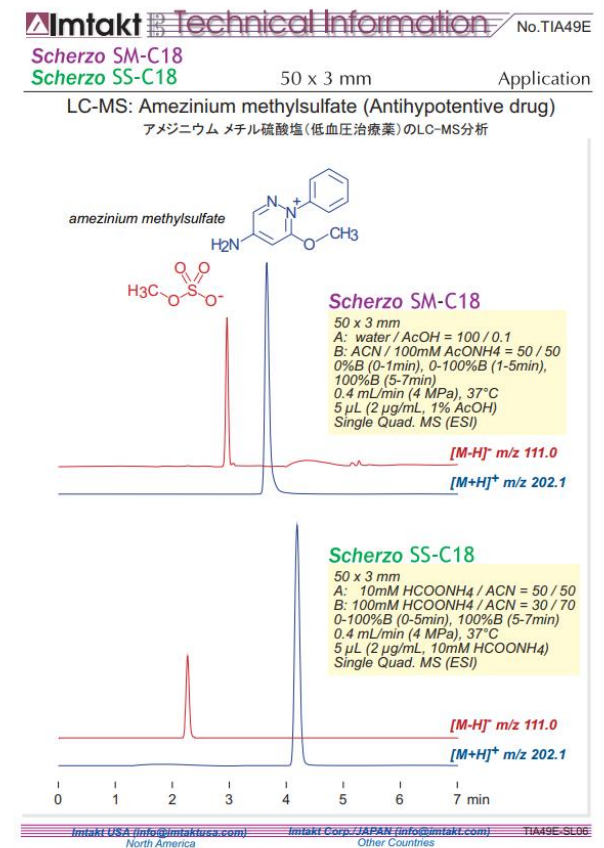 Imtakt Technical Information No.TIA49E
Scherzo SM-C18
Scherzo SS-C18 50 x 3 mm Application
LC-MS: Amezinium methylsulfate (Antihypotentive drug)
アメジニウム メチル硫酸塩（低血圧治療薬）のLC-MS分析
amezinium methylsulfate
N
N+
H2N
O
CH3
O O
H3C
S
O
O-
Scherzo SM-C18
50 x 3 mm
A: water / AcOH = 100 / 0.1
B: ACN / 100mM AcONH4 = 50 / 50
0%B (0-1min), 0-100%B (1-5min),
100%B (5-7min)
0.4 mL/min (4 MPa), 37°C
5 µL (2 µg/mL, 1% AcOH)
Single Quad. MS (ESI)
[M-H]- m/z 111.0
[M+H]+ m/z 202.1
Scherzo SS-C18
50 x 3 mm
A: 10mM HCOONH4 / ACN = 50 / 50
B: 100mM HCOONH4 / ACN = 30 / 70
0-100%B (0-5min), 100%B (5-7min)
0.4 mL/min (4 MPa), 37°C
5 µL (2 µg/mL, 10mM HCOONH4)
Single Quad. MS (ESI)
[M-H]- m/z 111.0
[M+H]+ m/z 202.1
0 1 2 3 4 5 6 7 min
Imtakt USA (info@imtaktusa.com) Imtakt Corp./JAPAN (info@imtakt.com) TIA49E-SL06
North America Other Countries